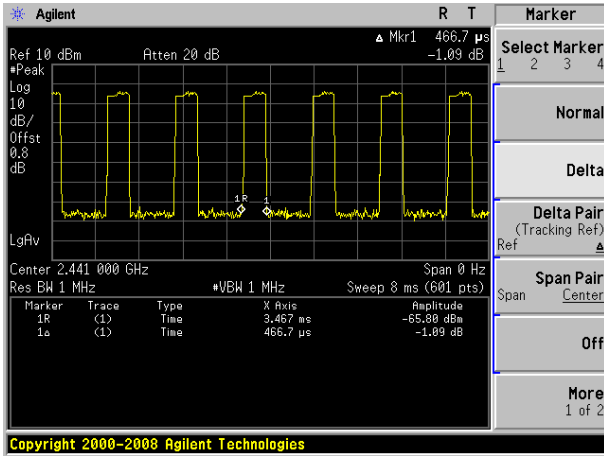 Agilent
R T
Δ Mkr1 466.7 µs
Ref 10 dBm Atten 20 dB -1.09 dB
#Peak
Log
10
dB/
Offst
0.8
dB
1R 1
LgAv
Center 2.441 000 GHz Span 0 Hz
Res BW 1 MHz #VBW 1 MHz Sweep 8 ms (601 pts)
Marker Trace Type X Axis Amplitude
1R (1) Time 3.467 ms -65.80 dBm
1Δ (1) Time 466.7 µs -1.09 dB
Copyright 2000-2008 Agilent Technologies
Marker
Select Marker
1 2 3 4
Normal
Delta
Delta Pair
(Tracking Ref)
Ref Δ
Span Pair
Span Center
Off
More
1 of 2